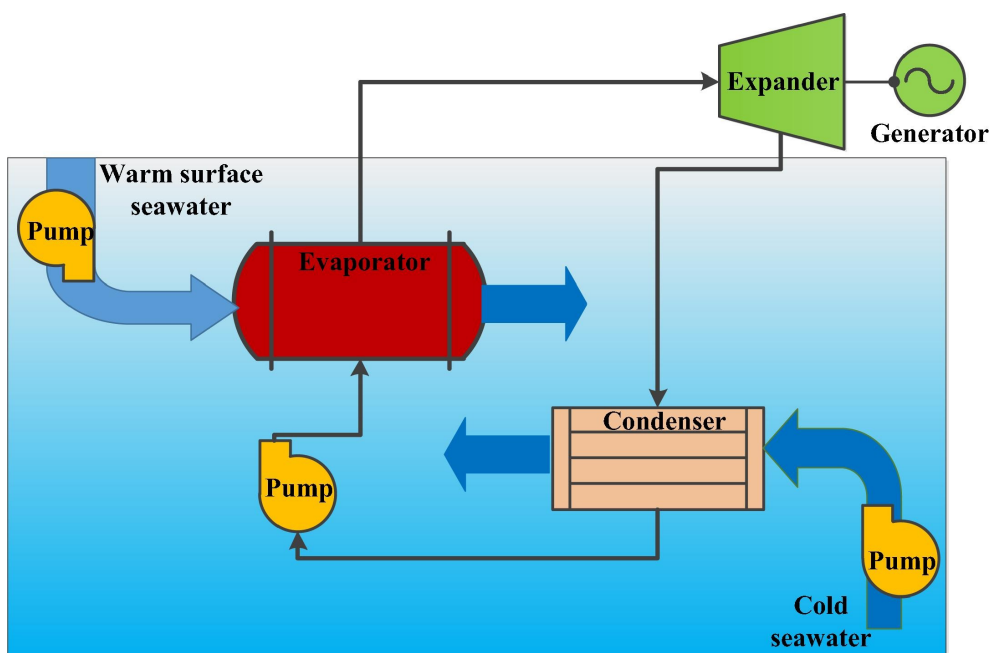 Expander
Generator
Warm surface
seawater
Pump
Evaporator
Condenser
Pump
Pump
Cold
seawater